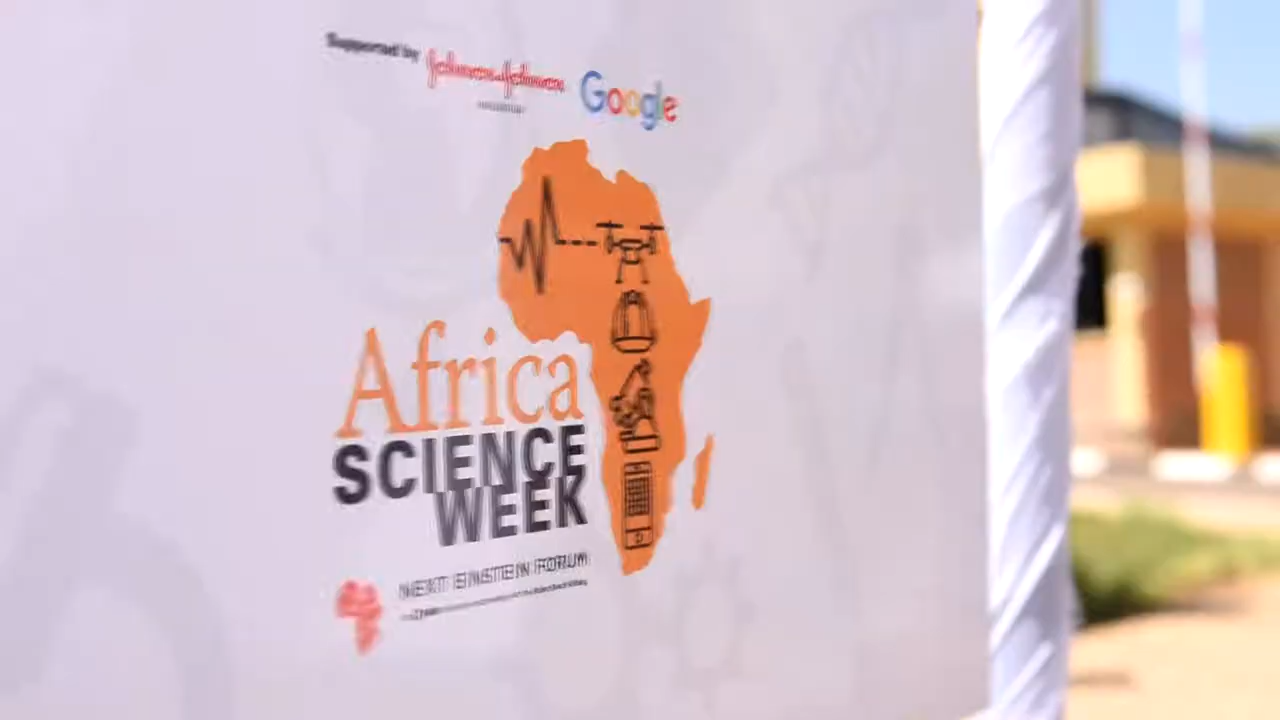 Supported by Johnson & Johnson Google
Africa
SCIENCE
WEEK
NEXT EINSTEIN FORUM